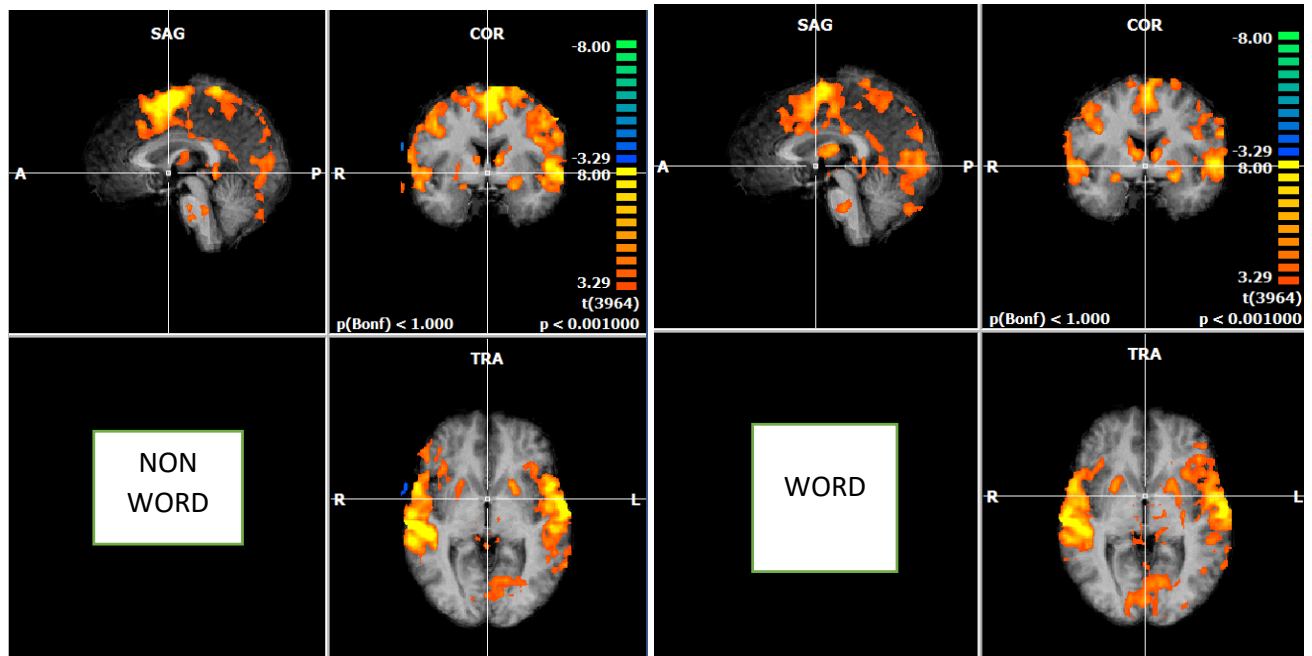 SAG
COR
-8.00
-3.29
8.00
3.29
t(3964)
p(Bonf) < 1.000
p < 0.001000
A
P
R
NON
WORD
TRA
R
L
SAG
COR
-8.00
-3.29
8.00
3.29
t(3964)
p(Bonf) < 1.000
p < 0.001000
A
P
R
WORD
TRA
R
L